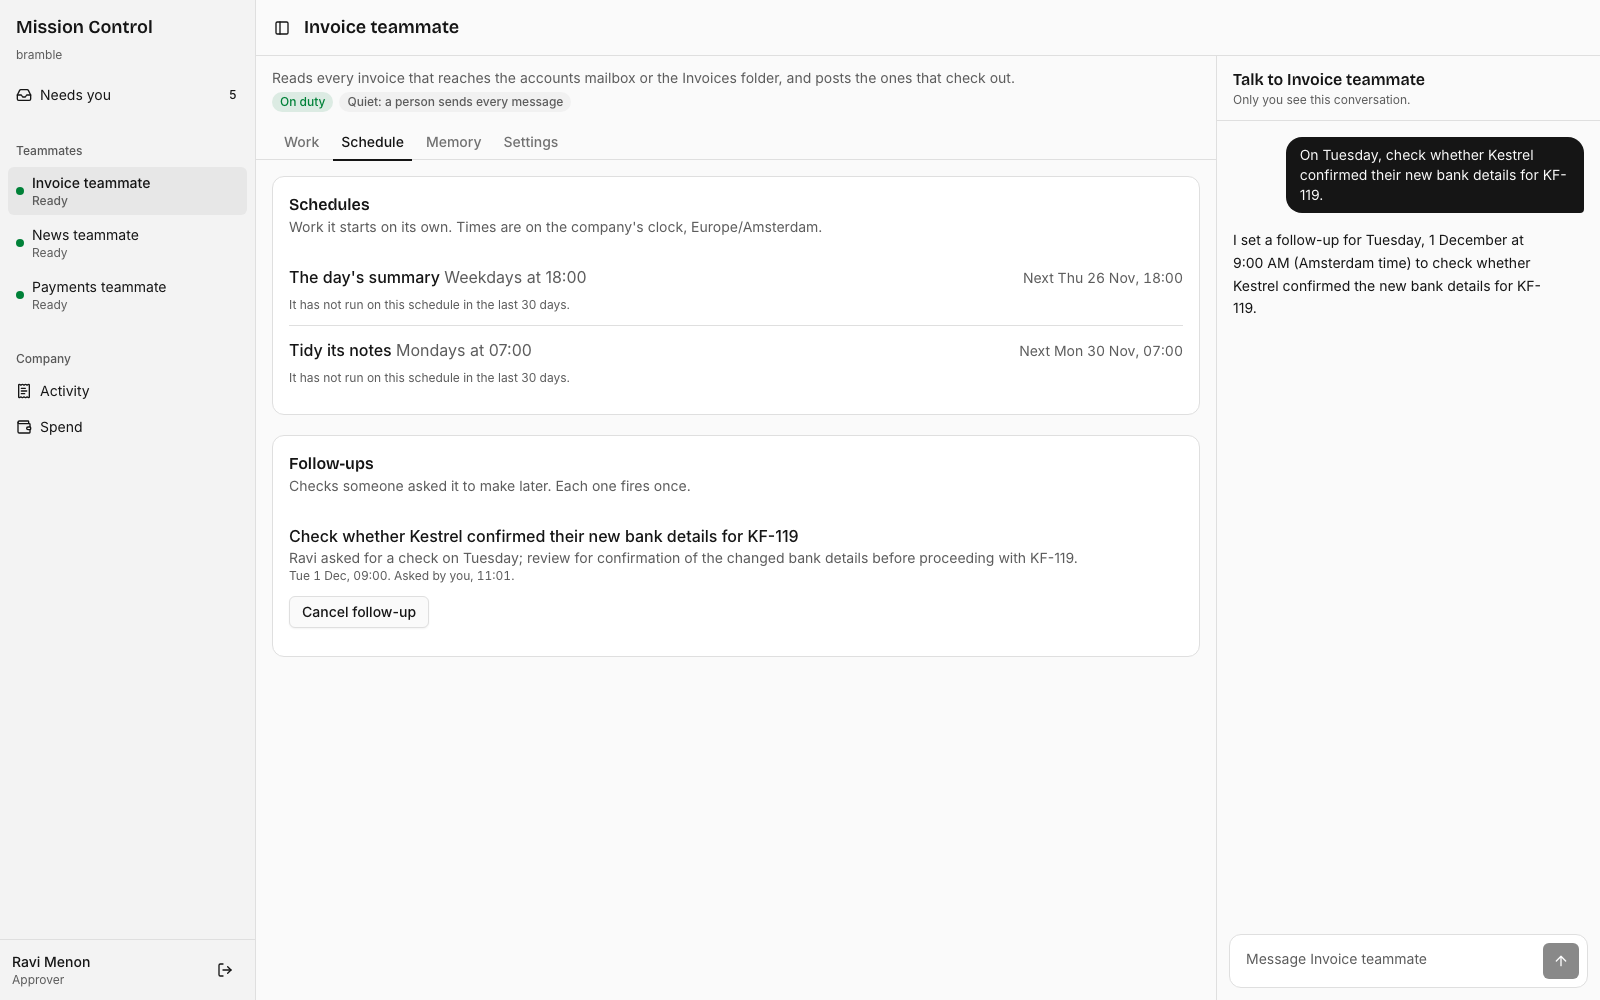 Mission Control
bramble
Needs you 5
Teammates
Invoice teammate
Ready
News teammate
Ready
Payments teammate
Ready
Company
Activity
Spend
Ravi Menon
Approver
Invoice teammate
Reads every invoice that reaches the accounts mailbox or the Invoices folder, and posts the ones that check out.
On duty Quiet: a person sends every message
Work Schedule Memory Settings
Schedules
Work it starts on its own. Times are on the company's clock, Europe/Amsterdam.
The day's summary Weekdays at 18:00 Next Thu 26 Nov, 18:00
It has not run on this schedule in the last 30 days.
Tidy its notes Mondays at 07:00 Next Mon 30 Nov, 07:00
It has not run on this schedule in the last 30 days.
Follow-ups
Checks someone asked it to make later. Each one fires once.
Check whether Kestrel confirmed their new bank details for KF-119
Ravi asked for a check on Tuesday; review for confirmation of the changed bank details before proceeding with KF-119.
Tue 1 Dec, 09:00. Asked by you, 11:01.
Cancel follow-up
Talk to Invoice teammate
Only you see this conversation.
On Tuesday, check whether Kestrel
confirmed their new bank details for KF-
119.
I set a follow-up for Tuesday, 1 December at
9:00 AM (Amsterdam time) to check whether
Kestrel confirmed the new bank details for KF-
119.
Message Invoice teammate